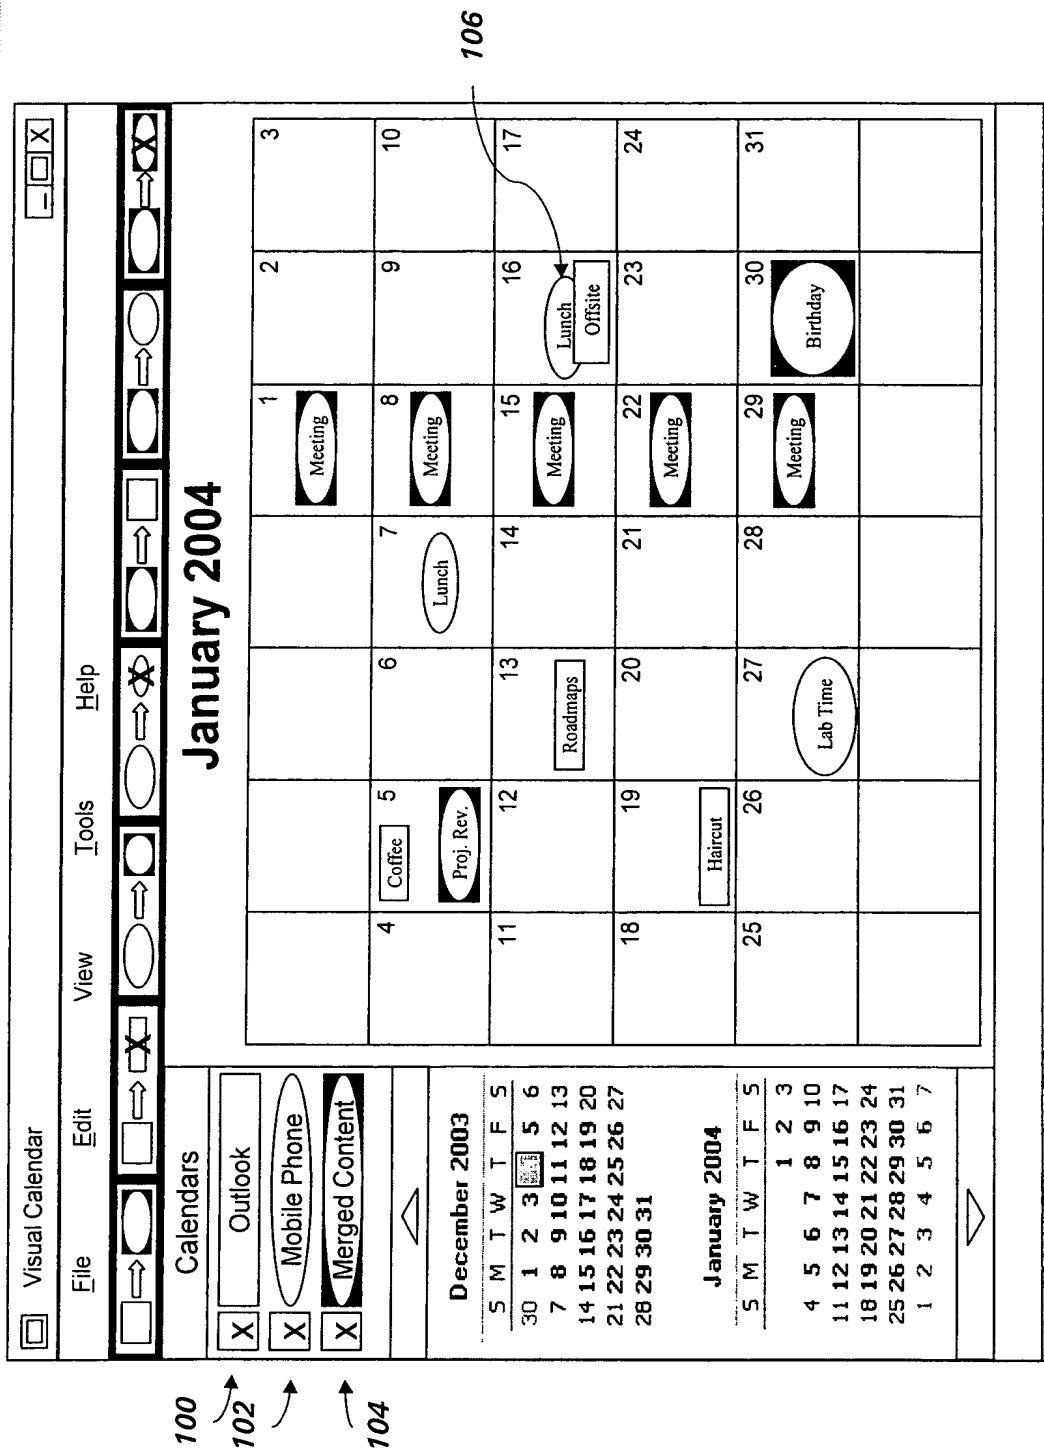 Visual Calendar
_ X
File Edit View Tools Help
X X X
January 2004
Calendars
X Outlook
X Mobile Phone
X Merged Content
100
102
104
106
1 2 3
Meeting
4 5 6 7 8 9 10
Coffee
Proj. Rev.
Lunch
Meeting
11 12 13 14 15 16 17
Roadmaps
Meeting
Lunch
Offsite
18 19 20 21 22 23 24
Haircut
Meeting
25 26 27 28 29 30 31
Lab Time
Meeting
Birthday
December 2003
S M T W T F S
30 1 2 3 5 6
7 8 9 10 11 12 13
14 15 16 17 18 19 20
21 22 23 24 25 26 27
28 29 30 31
January 2004
S M T W T F S
1 2 3
4 5 6 7 8 9 10
11 12 13 14 15 16 17
18 19 20 21 22 23 24
25 26 27 28 29 30 31
1 2 3 4 5 6 7